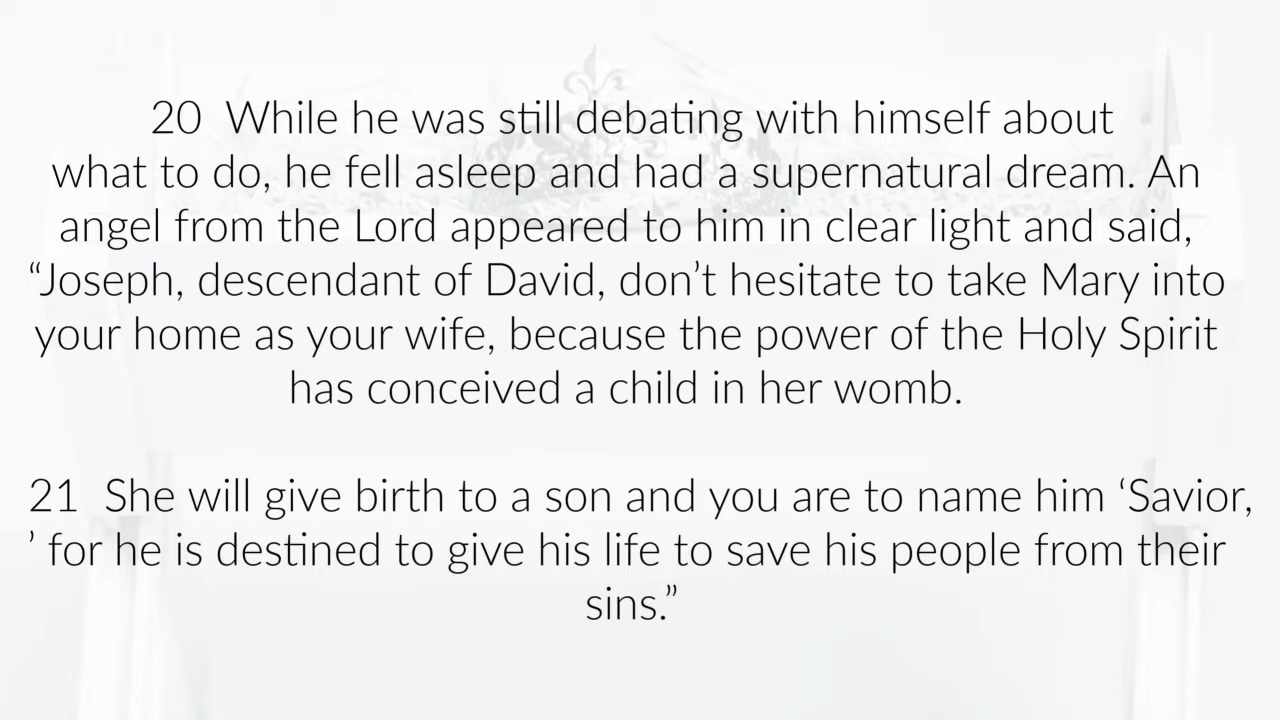 20  While he was still debating with himself about
what to do, he fell asleep and had a supernatural dream. An
angel from the Lord appeared to him in clear light and said,
“Joseph, descendant of David, don’t hesitate to take Mary into
your home as your wife, because the power of the Holy Spirit
has conceived a child in her womb.
21  She will give birth to a son and you are to name him ‘Savior,
’ for he is destined to give his life to save his people from their
sins.”